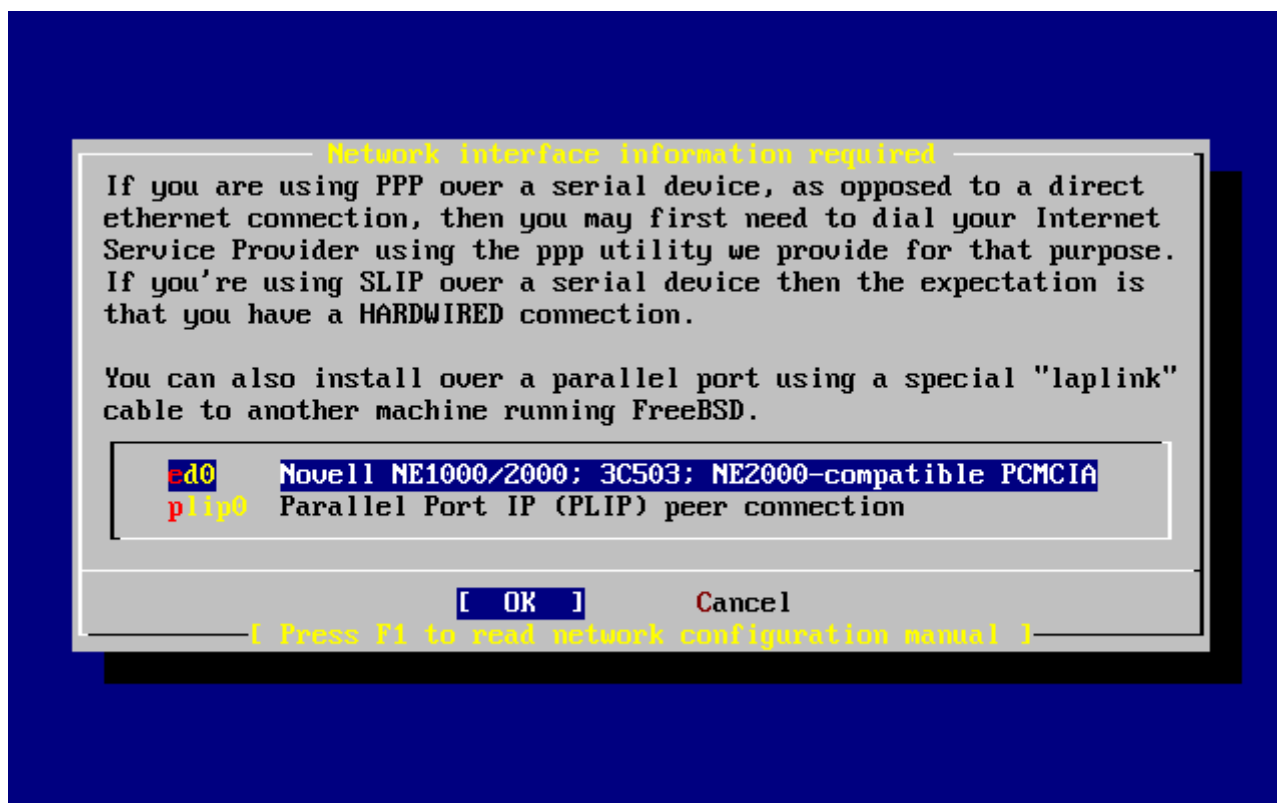 Network interface information required
If you are using PPP over a serial device, as opposed to a direct
ethernet connection, then you may first need to dial your Internet
Service Provider using the ppp utility we provide for that purpose.
If you're using SLIP over a serial device then the expectation is
that you have a HARDWIRED connection.
You can also install over a parallel port using a special "laplink"
cable to another machine running FreeBSD.
ed0 Novell NE1000/2000; 3C503; NE2000-compatible PCMCIA
plip0 Parallel Port IP (PLIP) peer connection
[ OK ] Cancel
[ Press F1 to read network configuration manual ]